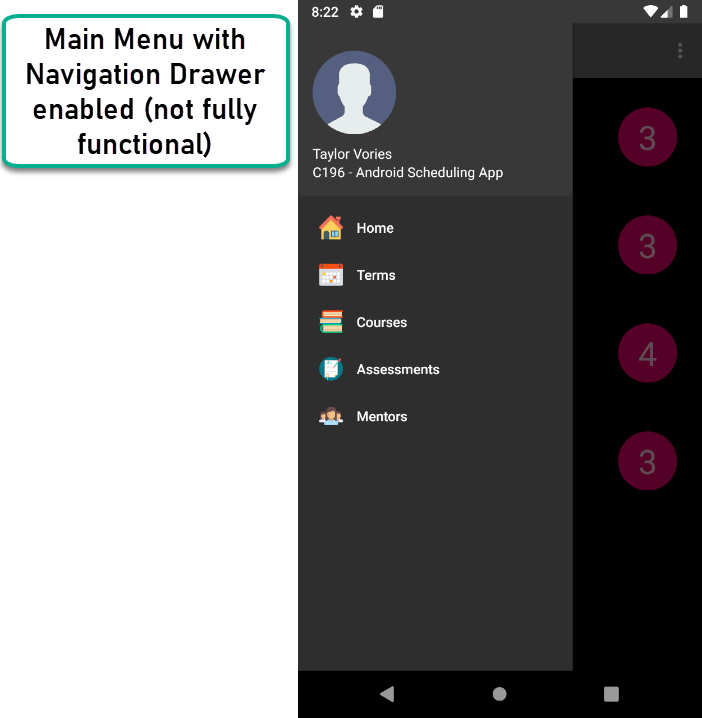 Main Menu with
Navigation Drawer
enabled (not fully
functional)
8:22
Taylor Vories
C196 - Android Scheduling App
Home
Terms
Courses
Assessments
Mentors
3
3
4
3